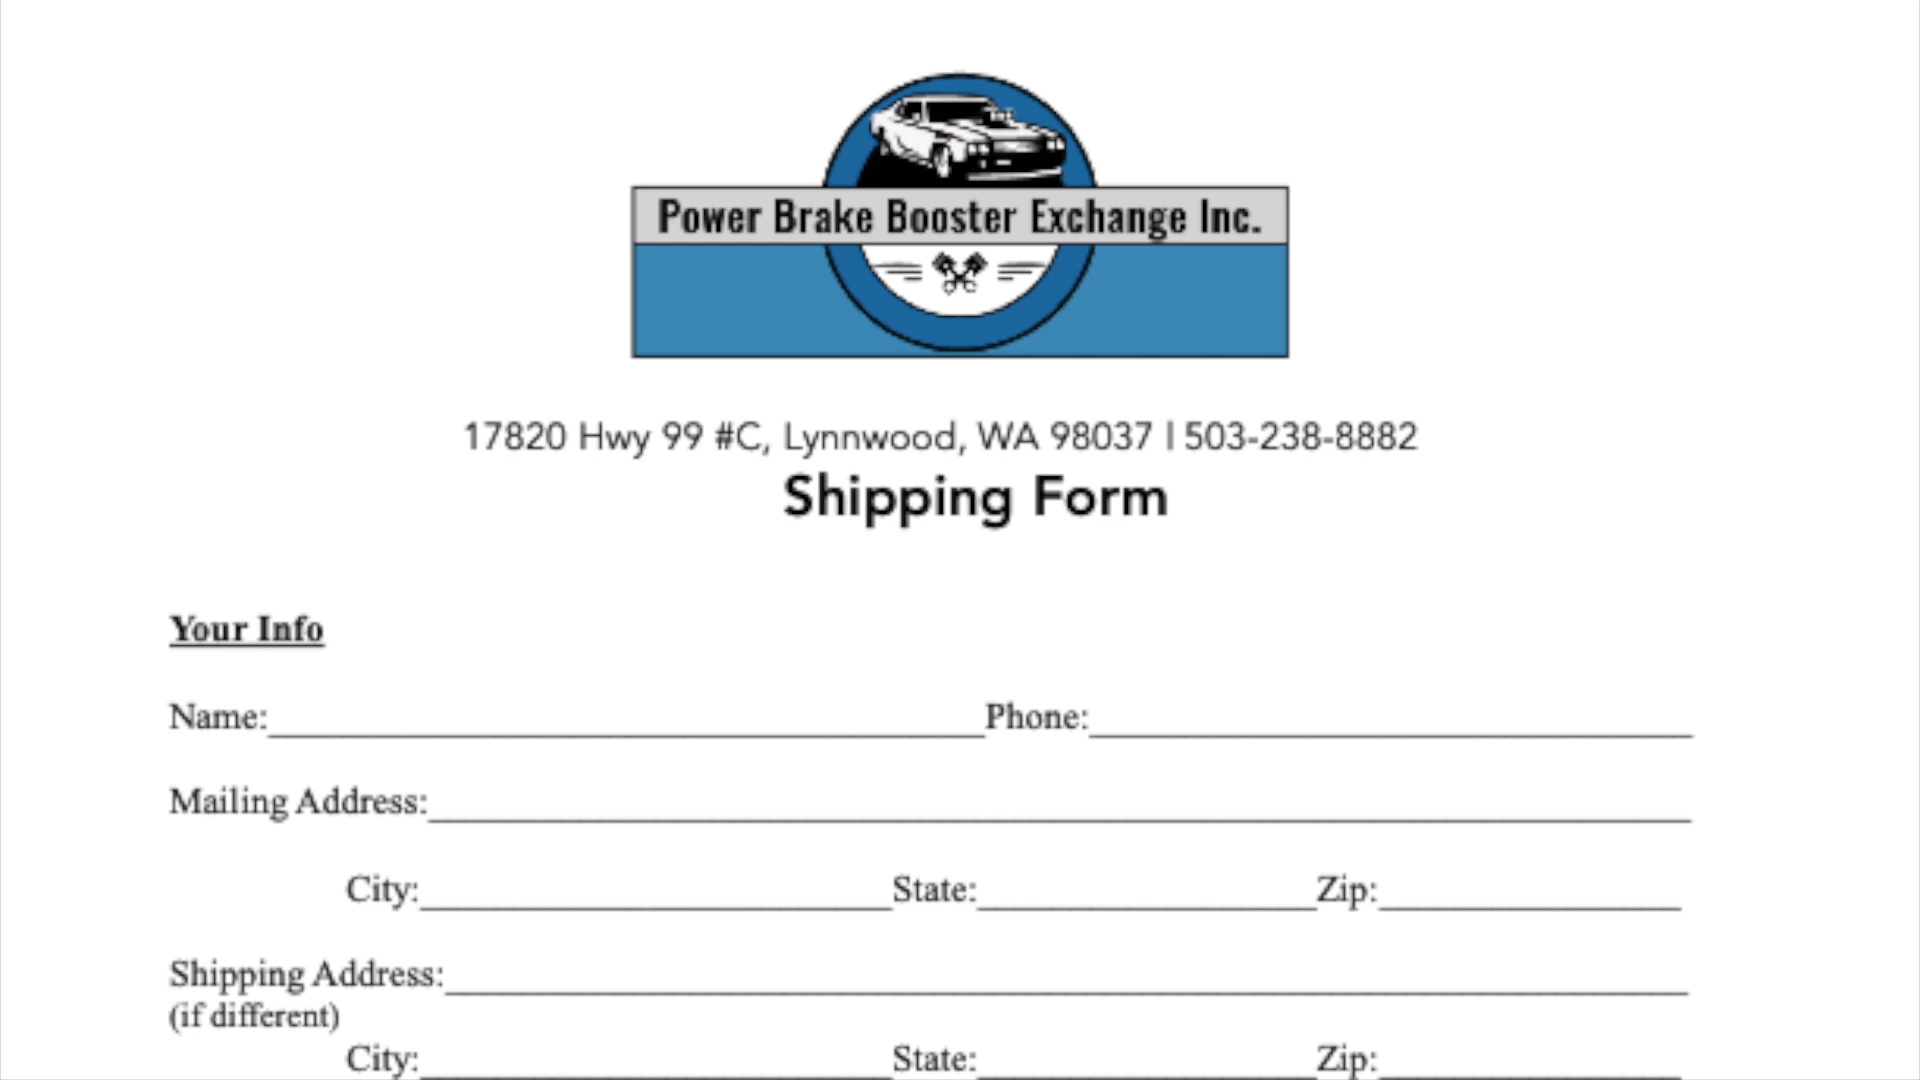 Power Brake Booster Exchange Inc.
17820 Hwy 99 #C, Lynnwood, WA 98037 | 503-238-8882
Shipping Form
Your Info
Name: Phone:
Mailing Address:
City: State: Zip:
Shipping Address:
(if different)
City: State: Zip: